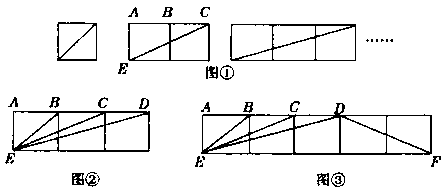 A B C
E
……
图①
A B C D
E
图②
A B C D
E F
图③